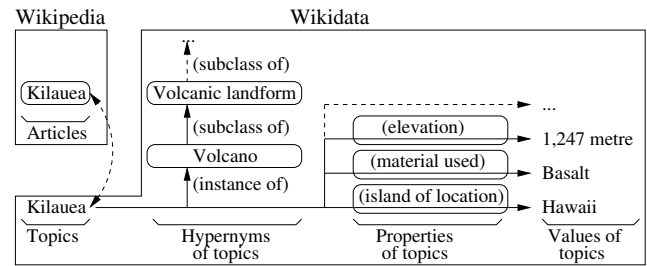 Wikipedia
Wikidata
...
(subclass of)
Kilauea
Volcanic landform
...
Articles
(subclass of)
(elevation)
1,247 metre
Volcano
(material used)
Basalt
(instance of)
(island of location)
Kilauea
Hawaii
Topics
Hypernyms
of topics
Properties
of topics
Values of
topics